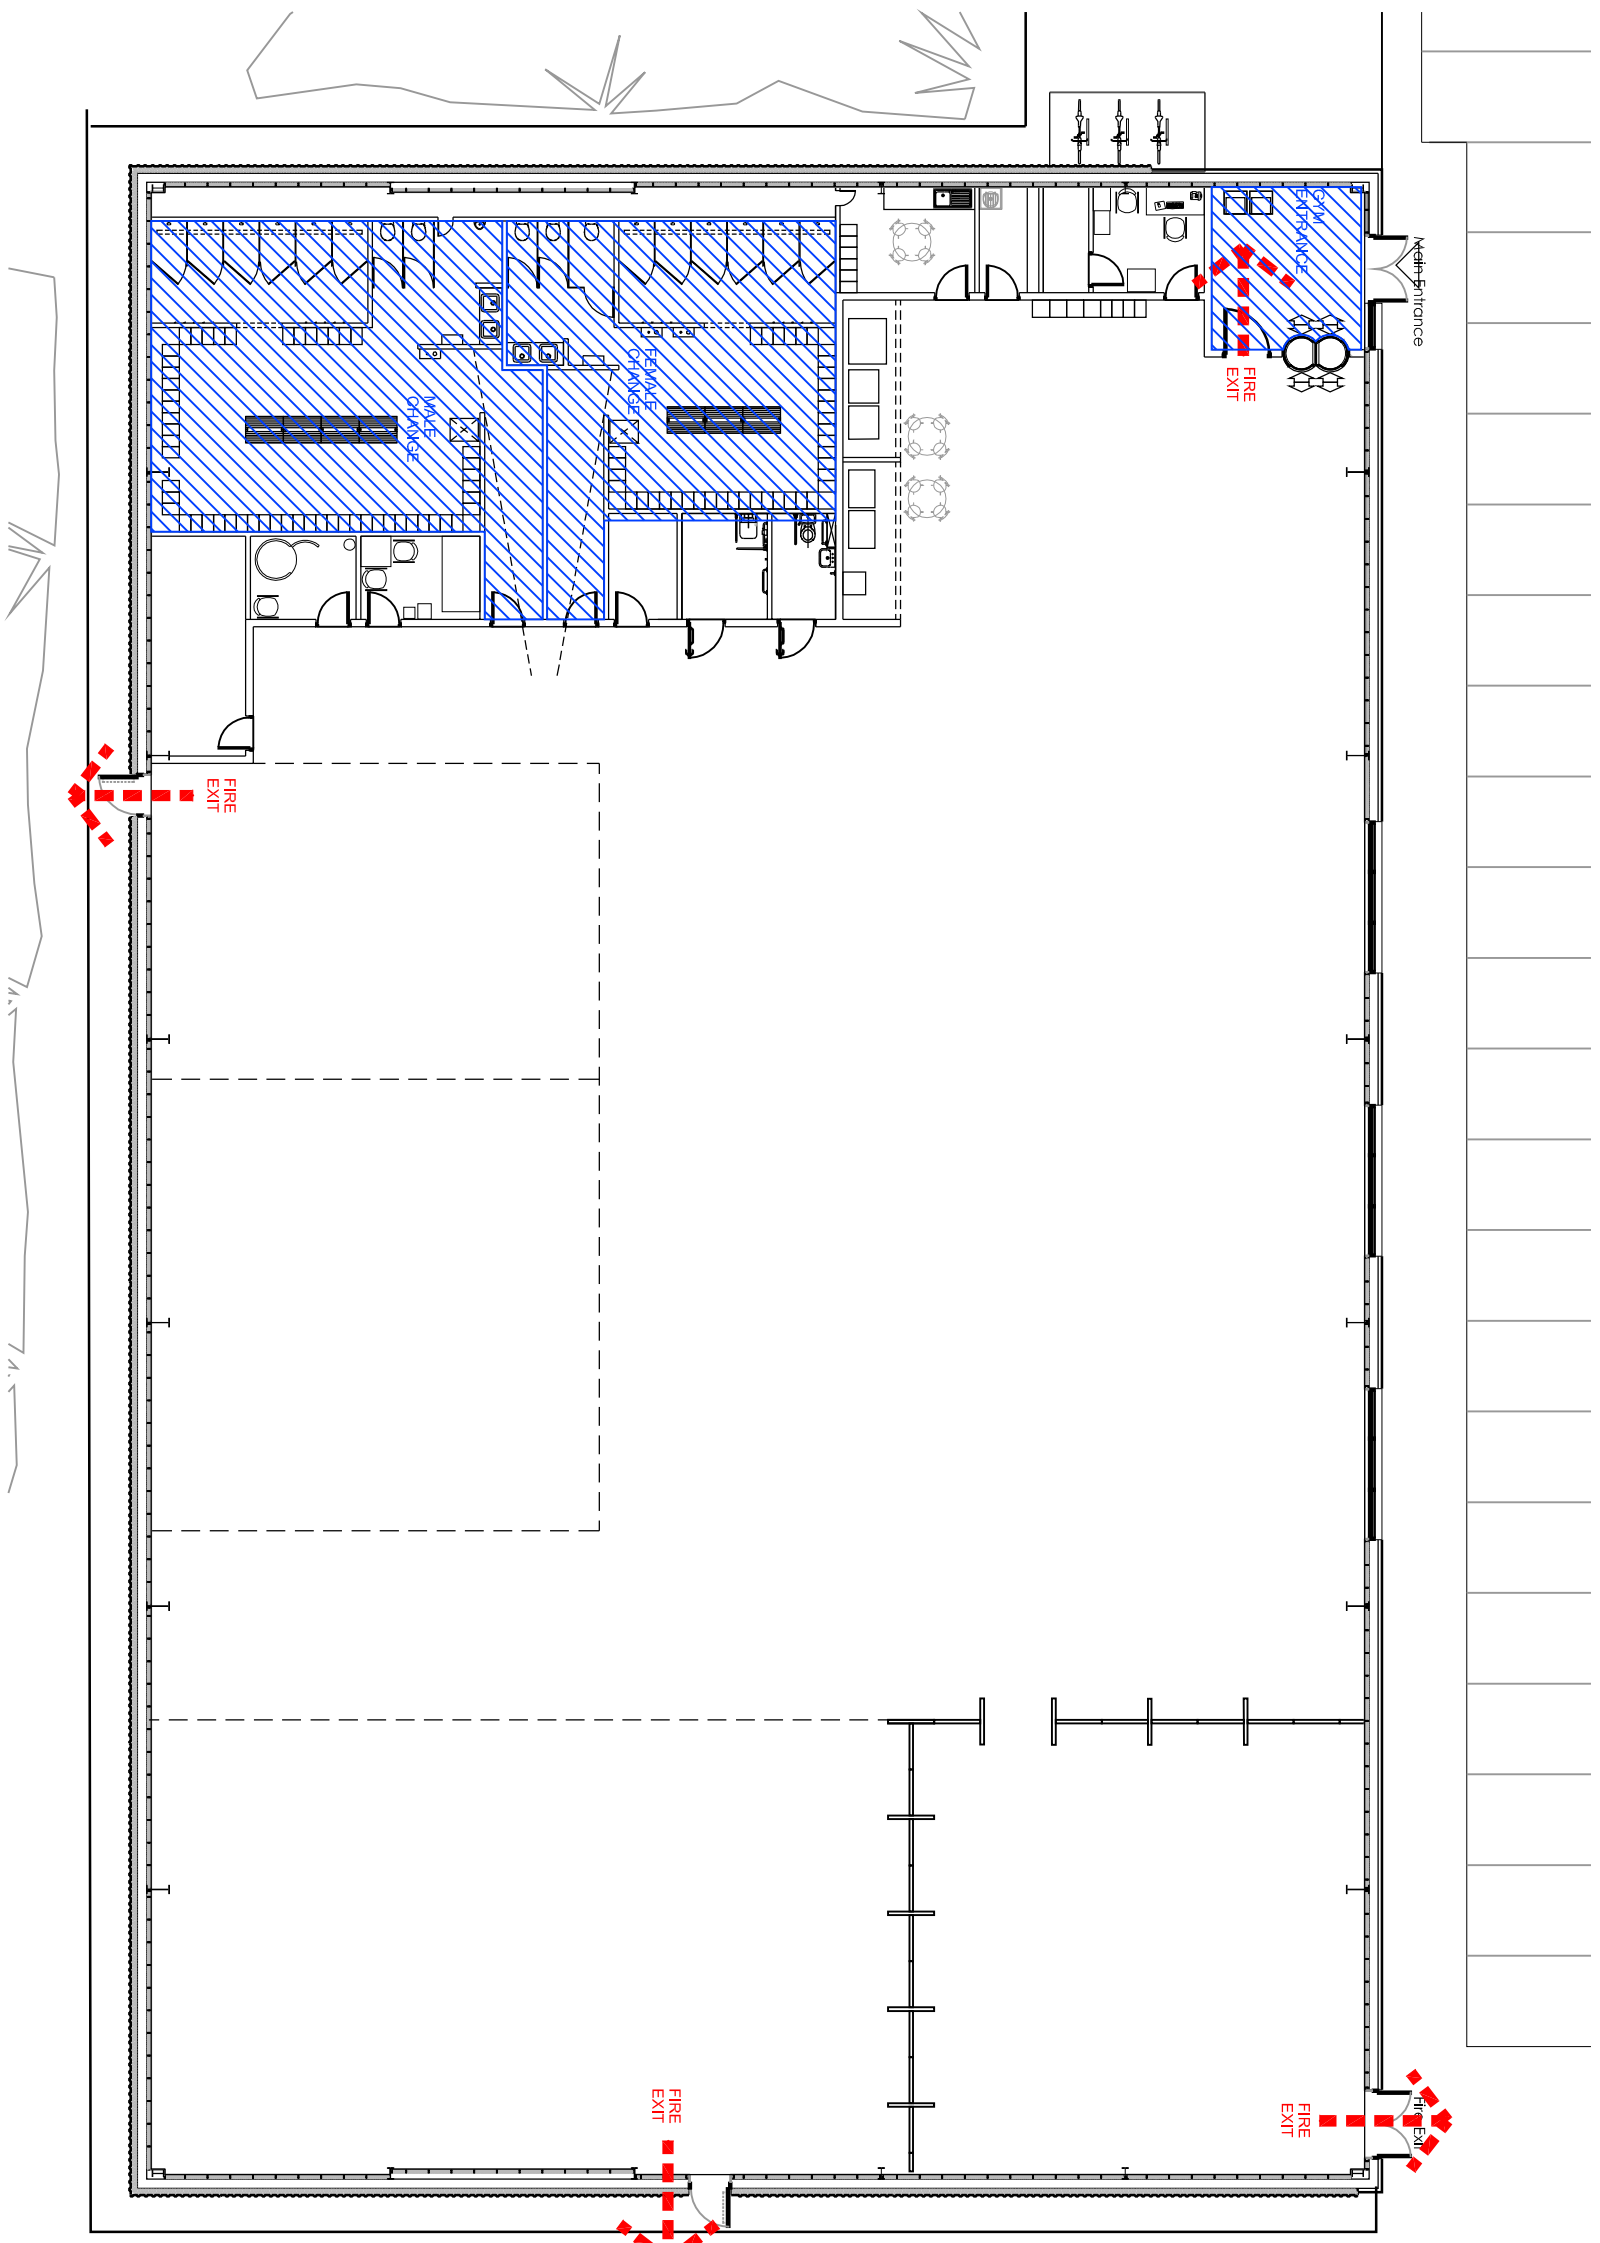 GYM
ENTRANCE
Main Entrance
FIRE
EXIT
FEMALE
CHANGE
MALE
CHANGE
FIRE
EXIT
FIRE
EXIT
FIRE
EXIT
Fire Exit